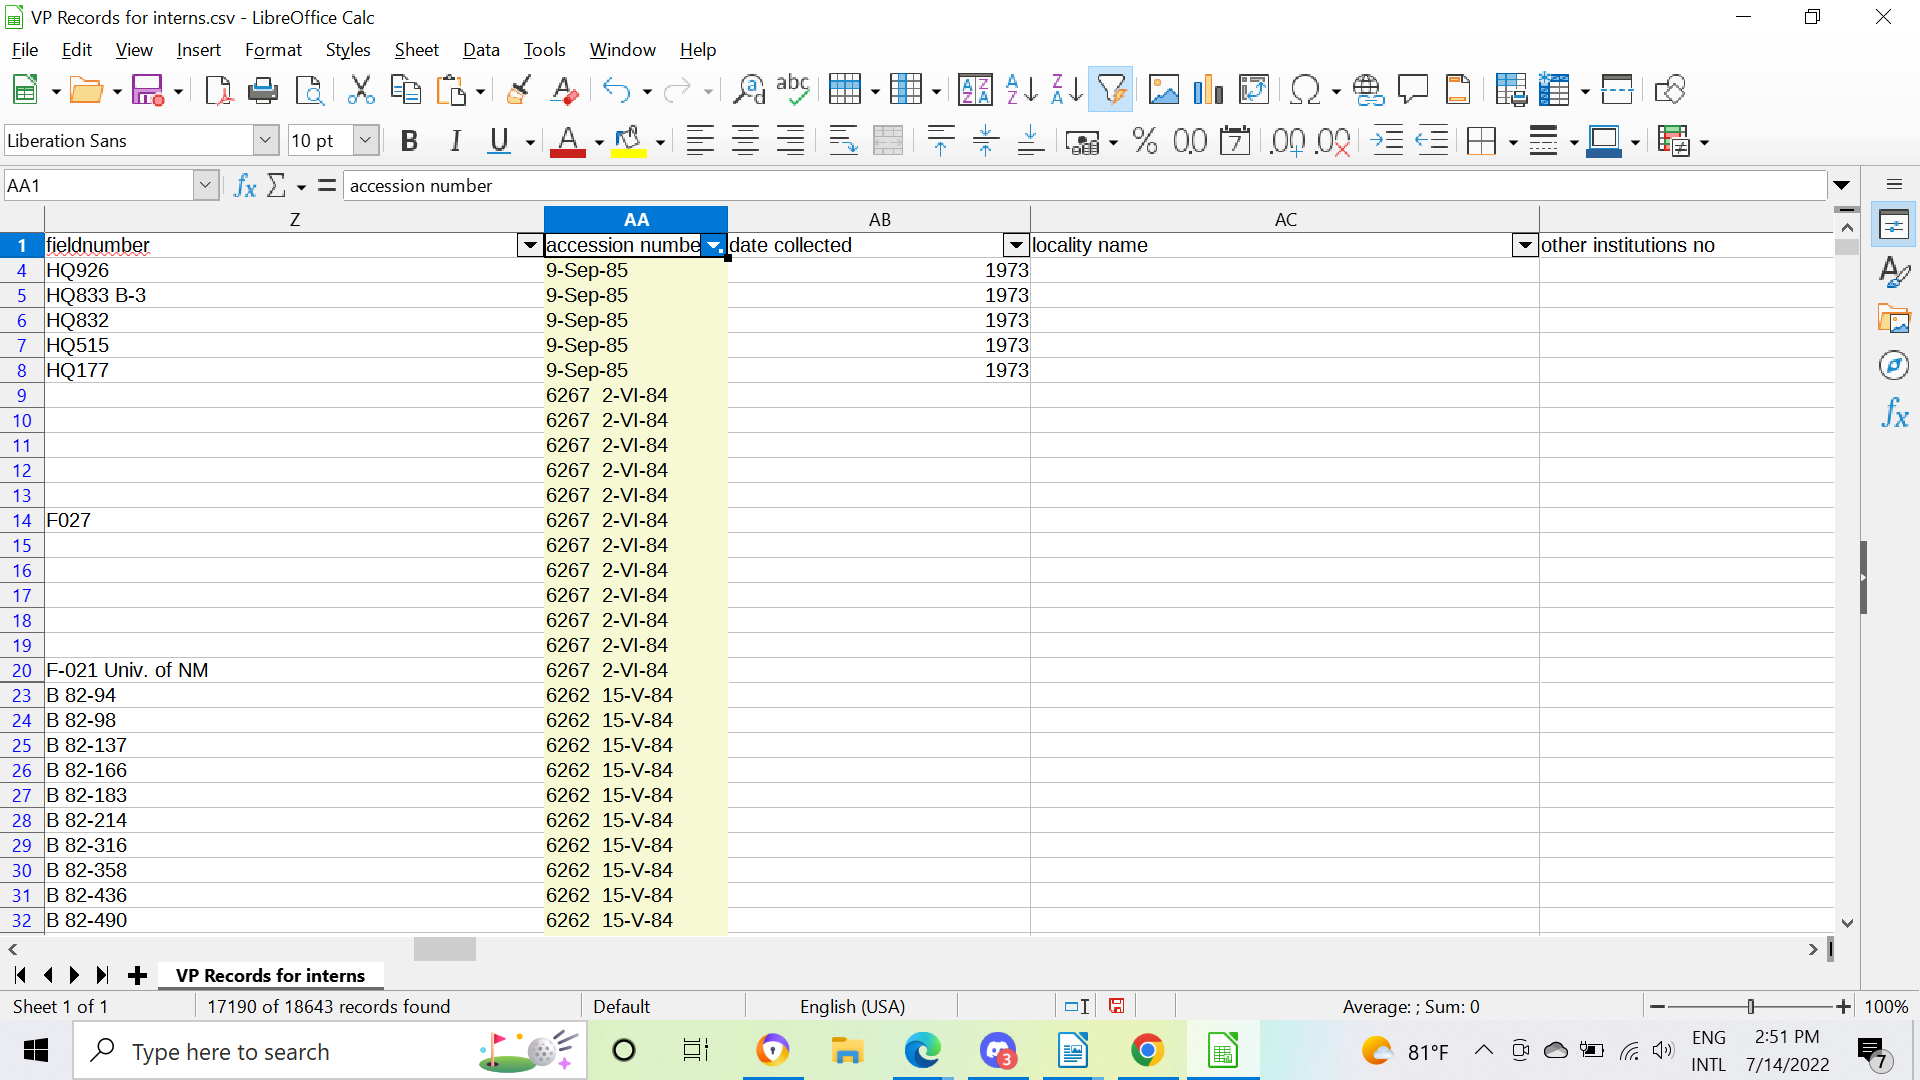 VP Records for interns.csv - LibreOffice Calc
File Edit View Insert Format Styles Sheet Data Tools Window Help
Liberation Sans 10 pt
AA1 accession number
Z AA AB AC
1 fieldnumber accession numbe date collected locality name other institutions no
4 HQ926 9-Sep-85 1973
5 HQ833 B-3 9-Sep-85 1973
6 HQ832 9-Sep-85 1973
7 HQ515 9-Sep-85 1973
8 HQ177 9-Sep-85 1973
9 6267 2-VI-84
10 6267 2-VI-84
11 6267 2-VI-84
12 6267 2-VI-84
13 6267 2-VI-84
14 F027 6267 2-VI-84
15 6267 2-VI-84
16 6267 2-VI-84
17 6267 2-VI-84
18 6267 2-VI-84
19 6267 2-VI-84
20 F-021 Univ. of NM 6267 2-VI-84
23 B 82-94 6262 15-V-84
24 B 82-98 6262 15-V-84
25 B 82-137 6262 15-V-84
26 B 82-166 6262 15-V-84
27 B 82-183 6262 15-V-84
28 B 82-214 6262 15-V-84
29 B 82-316 6262 15-V-84
30 B 82-358 6262 15-V-84
31 B 82-436 6262 15-V-84
32 B 82-490 6262 15-V-84
VP Records for interns
Sheet 1 of 1 17190 of 18643 records found Default English (USA) Average: ; Sum: 0 100%
Type here to search 3 81°F ENG 2:51 PM
INTL 7/14/2022 7